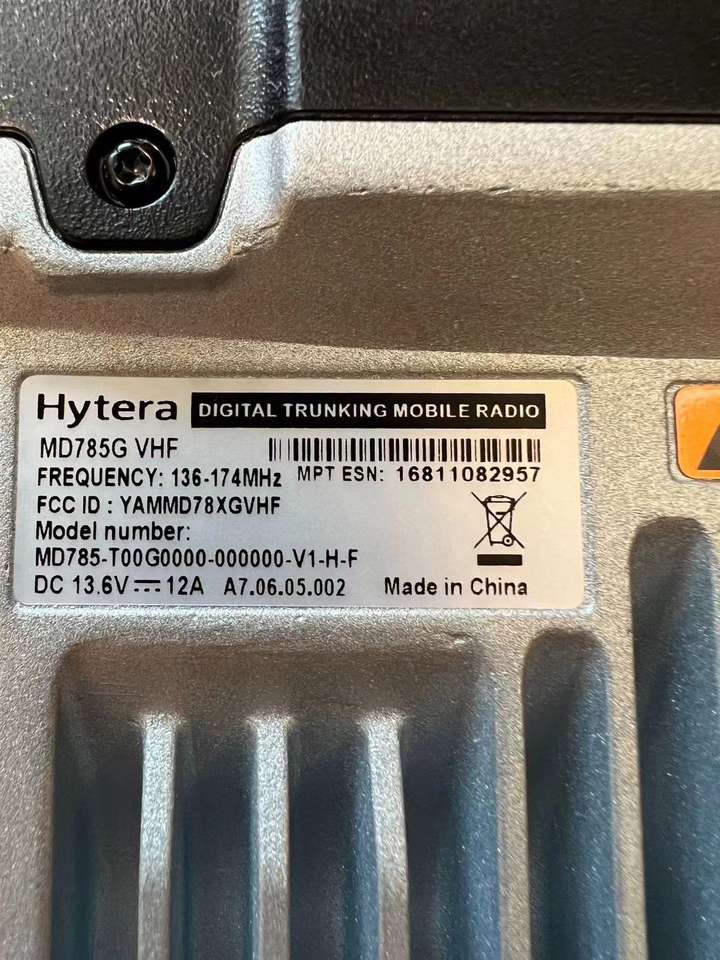 Hytera DIGITAL TRUNKING MOBILE RADIO
MD785G VHF
FREQUENCY: 136-174MHz MPT ESN: 16811082957
FCC ID : YAMMD78XGVHF
Model number:
MD785-T00G0000-000000-V1-H-F
DC 13.6V⎓12A A7.06.05.002 Made in China